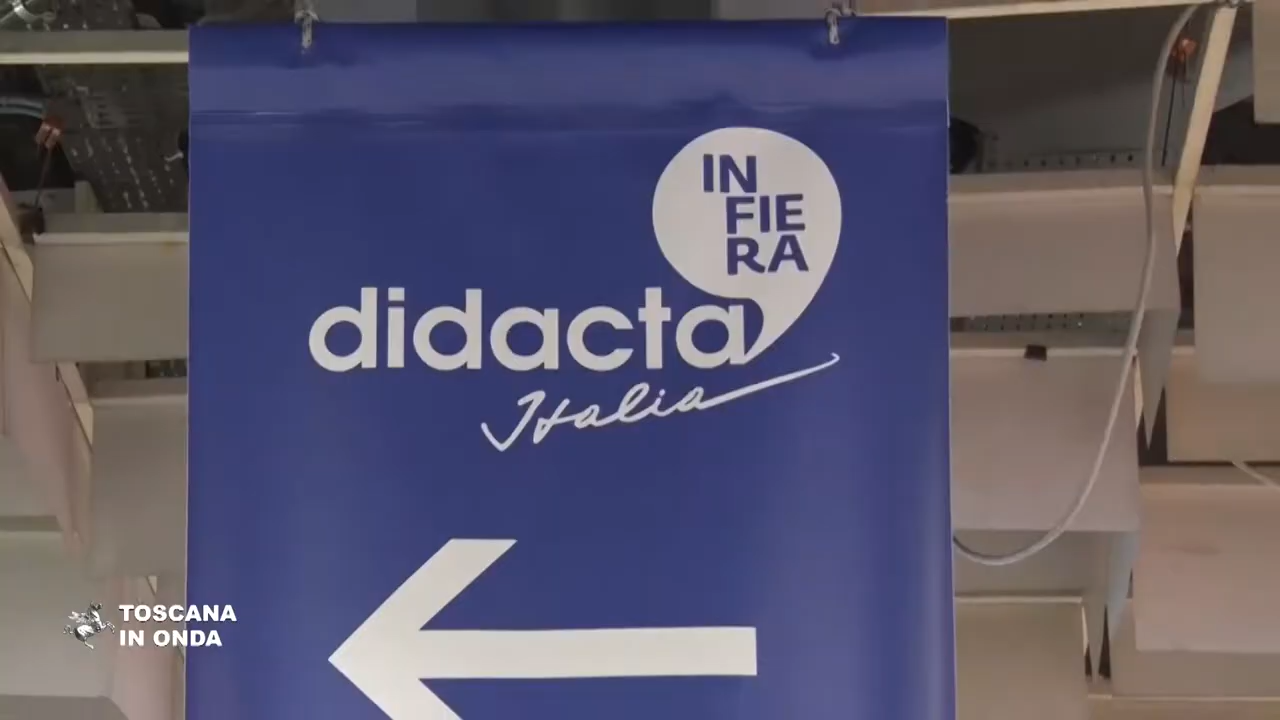 IN
FIE
RA
didacta
Italia
TOSCANA
IN ONDA